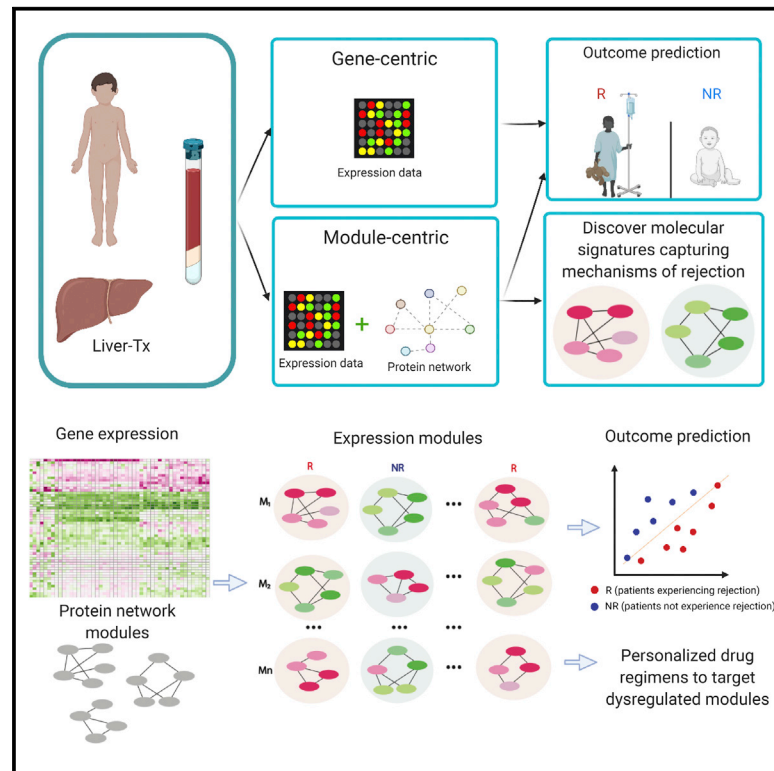 Gene-centric
Expression data
Outcome prediction
R
NR
Liver-Tx
Module-centric
Expression data
+
Protein network
Discover molecular
signatures capturing
mechanisms of rejection
Gene expression
Protein network
modules
Expression modules
R
NR
R
M₁
•••
M₂
•••
•••
•••
•••
Mn
•••
Outcome prediction
R (patients experiencing rejection)
NR (patients not experience rejection)
Personalized drug
regimens to target
dysregulated modules